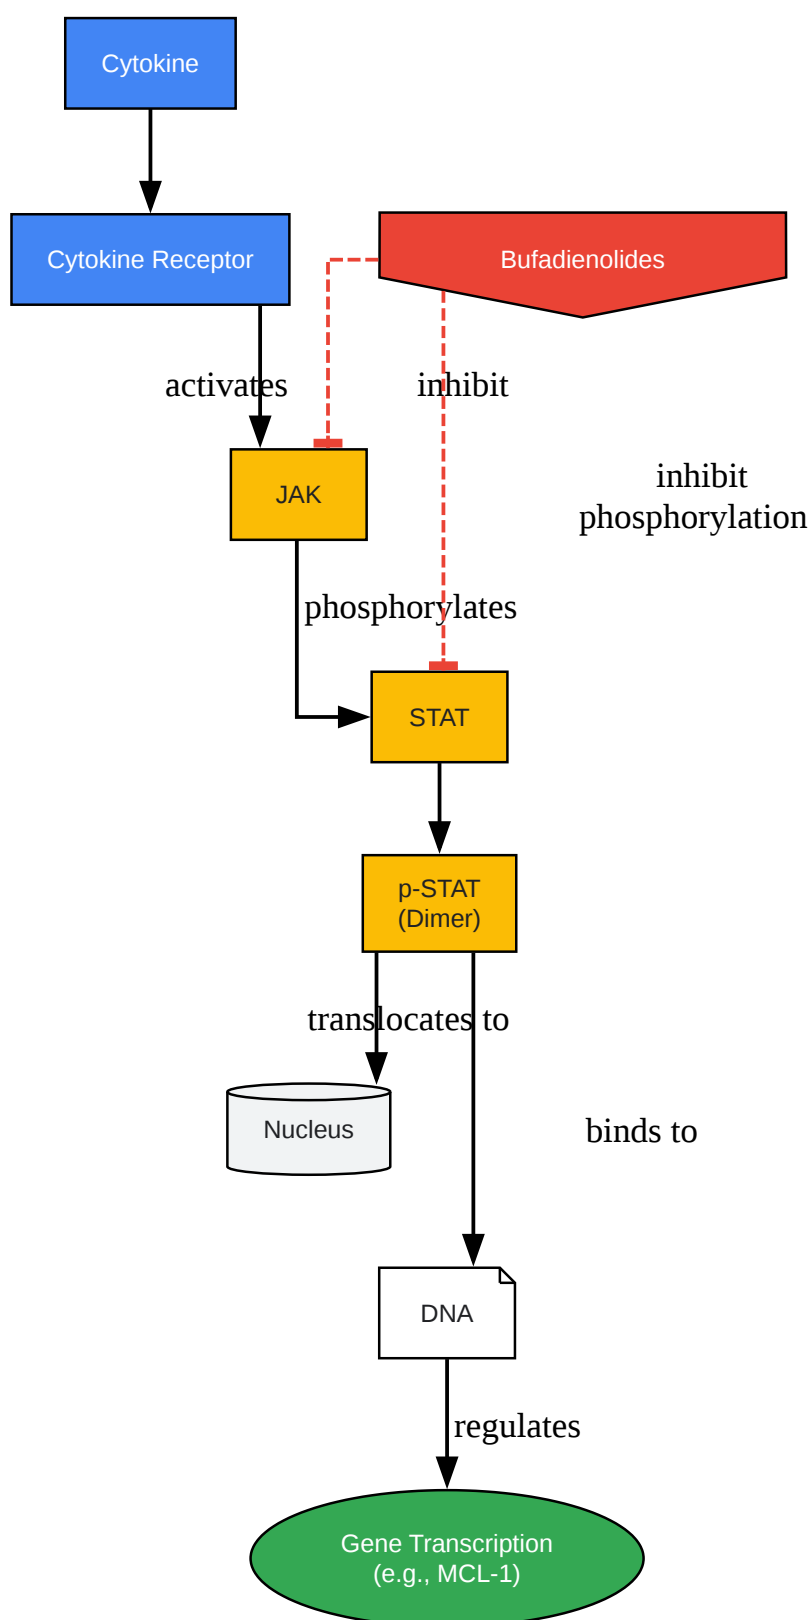 Cytokine
Cytokine Receptor
Bufadienolides
activates
inhibit
JAK
inhibit
phosphorylation
phosphorylates
STAT
p-STAT
(Dimer)
translocates to
Nucleus
binds to
DNA
regulates
Gene Transcription
(e.g., MCL-1)